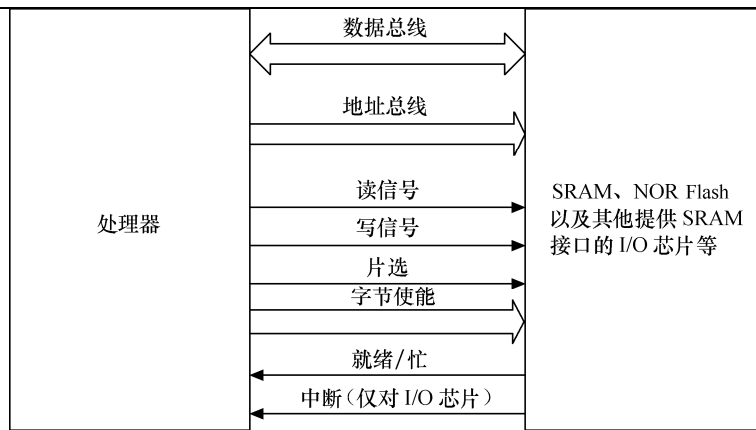 数据总线
地址总线
读信号
写信号
片选
字节使能
就绪/忙
中断（仅对 I/O 芯片）
处理器
SRAM、NOR Flash
以及其他提供 SRAM
接口的 I/O 芯片等